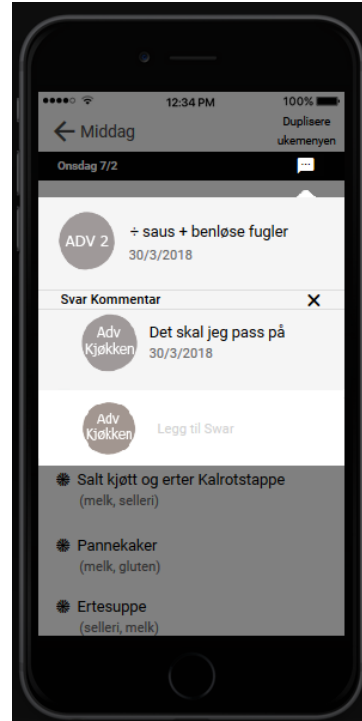 12:34 PM
100%
Middag
Duplisere
ukemenyen
Onsdag 7/2
ADV 2
÷ saus + benløse fugler
30/3/2018
Svar Kommentar
Adv
Kjøkken
Det skal jeg pass på
30/3/2018
Adv
Kjøkken
Legg til Swar
Salt kjøtt og erter Kalrotstappe
(melk, selleri)
Pannekaker
(melk, gluten)
Ertesuppe
(selleri, melk)